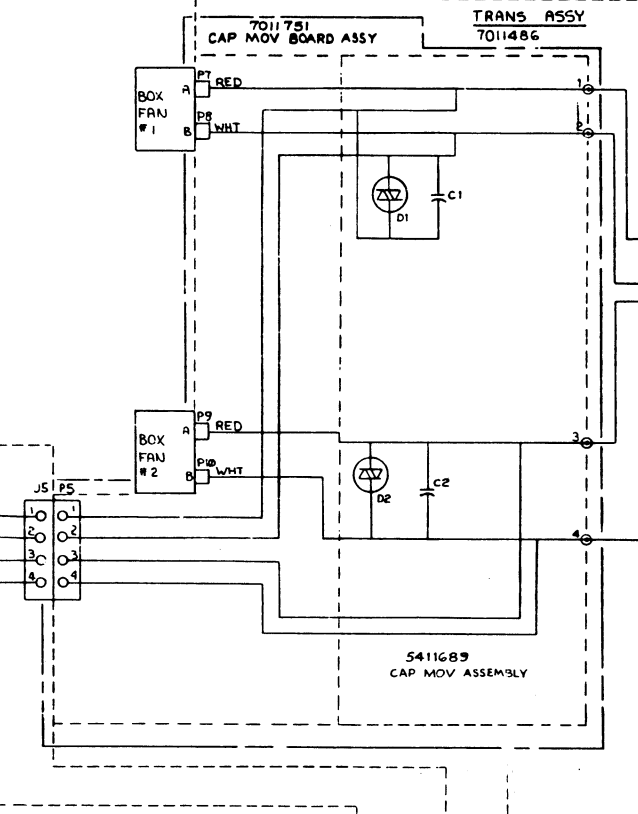 TRANS ASSY
7011486
7011751
CAP MOV BOARD ASSY
BOX
FAN
#1
A
P7
RED
P8
B
WHT
1
2
D1
C1
BOX
FAN
#2
A
P9
RED
P10
B
WHT
3
D2
C2
J5 P5
1 1
2 2
3 3
4 4
4
5411689
CAP MOV ASSEMBLY